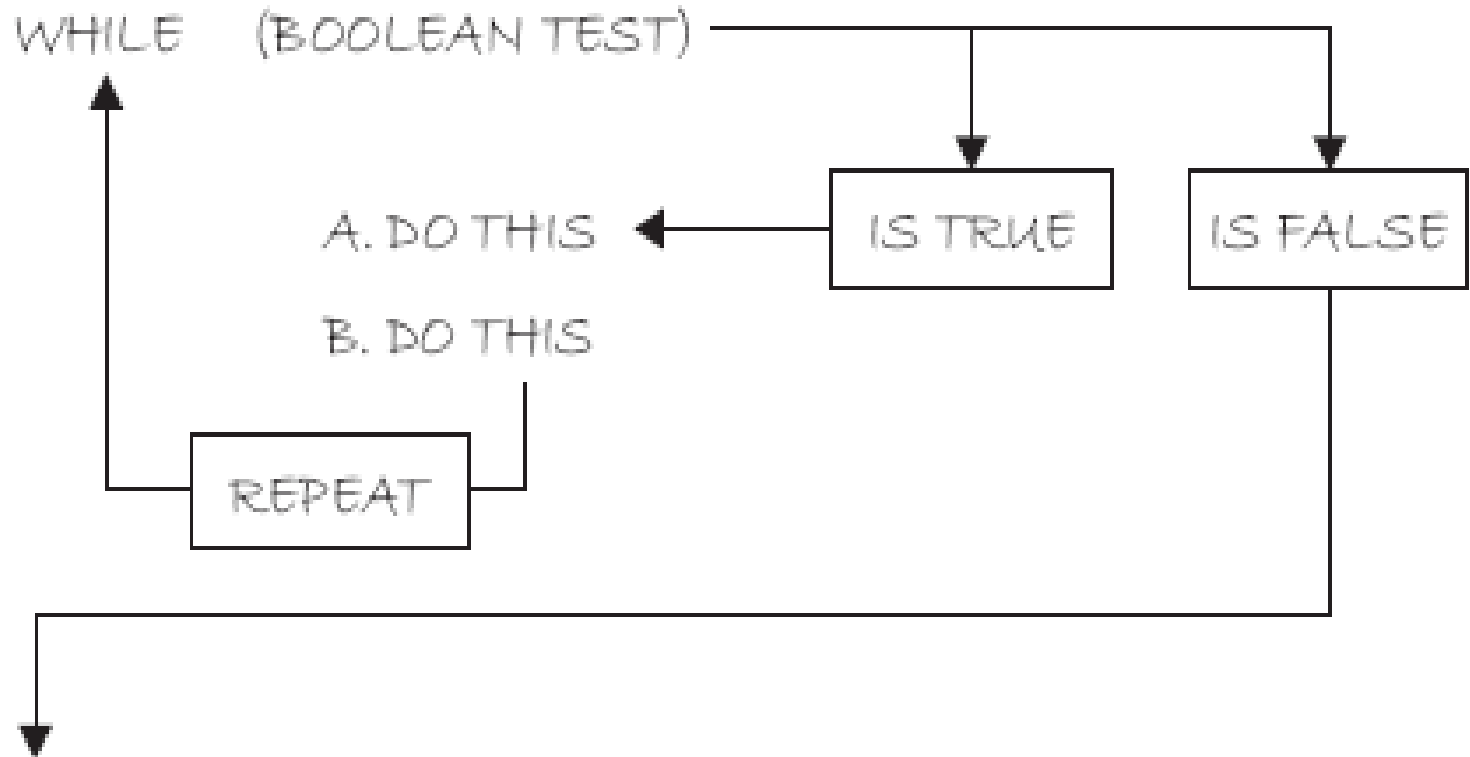 WHILE (BOOLEAN TEST)
A. DO THIS
IS TRUE
IS FALSE
B. DO THIS
REPEAT